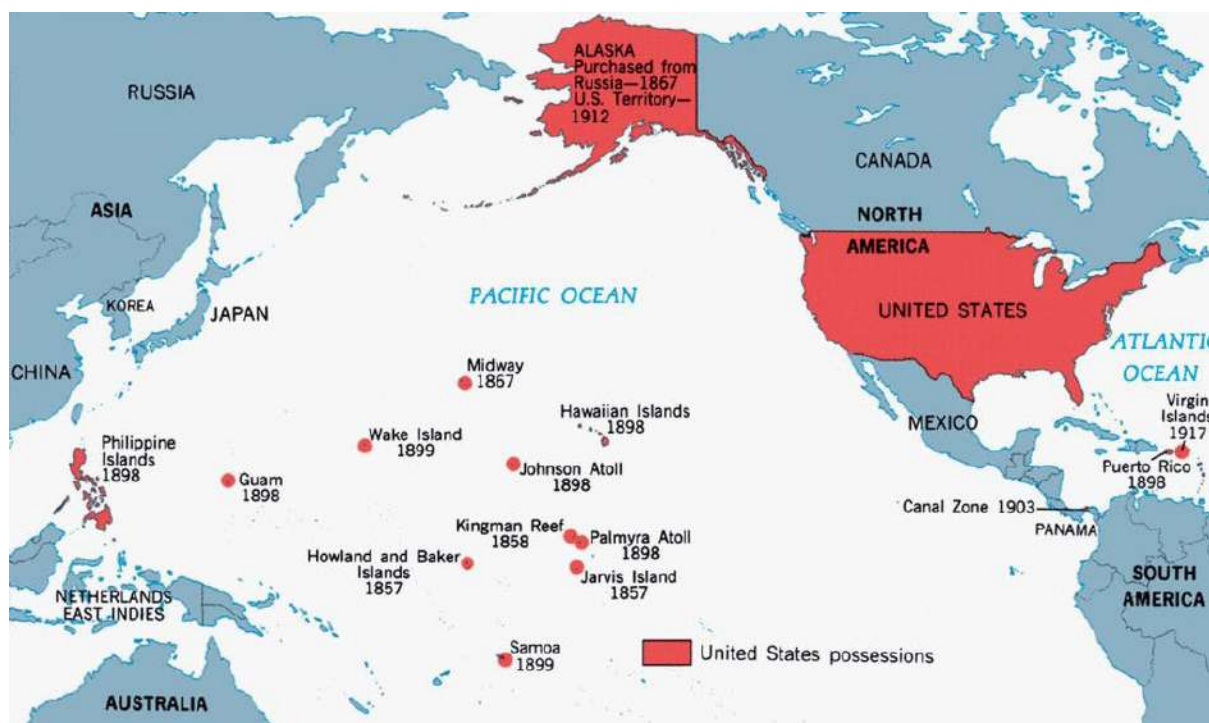 ALASKA
Purchased from
Russia—1867
U.S. Territory—
1912
RUSSIA
CANADA
ASIA
NORTH
AMERICA
PACIFIC OCEAN
KOREA
JAPAN
UNITED STATES
ATLANTIC
OCEAN
CHINA
Midway
1867
Hawaiian Islands
1898
MEXICO
Virgin
Islands
1917
Philippine
Islands
1898
Wake Island
1899
Guam
1898
Johnson Atoll
1898
Puerto Rico
1898
Canal Zone 1903
PANAMA
Kingman Reef
1858
Palmyra Atoll
1898
Howland and Baker
Islands
1857
Jarvis Island
1857
NETHERLANDS
EAST INDIES
SOUTH
AMERICA
Samoa
1899
United States possessions
AUSTRALIA